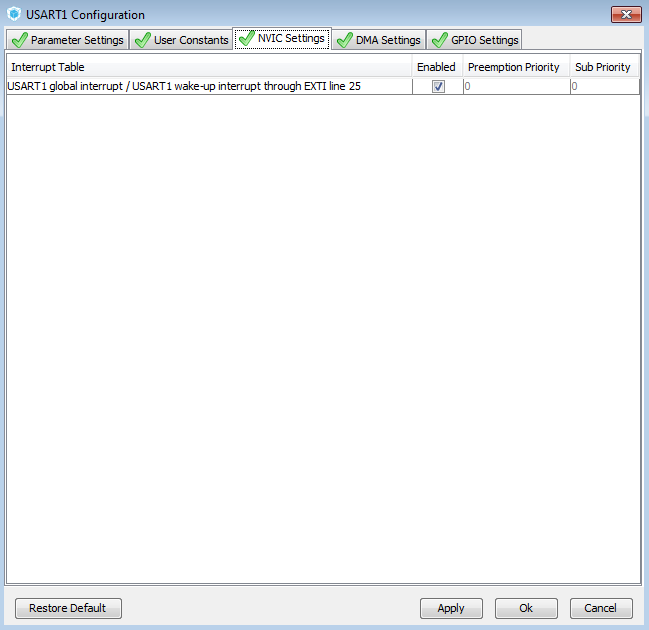 USART1 Configuration
Parameter Settings User Constants NVIC Settings DMA Settings GPIO Settings
Interrupt Table Enabled Preemption Priority Sub Priority
USART1 global interrupt / USART1 wake-up interrupt through EXTI line 25 0 0
Restore Default Apply Ok Cancel